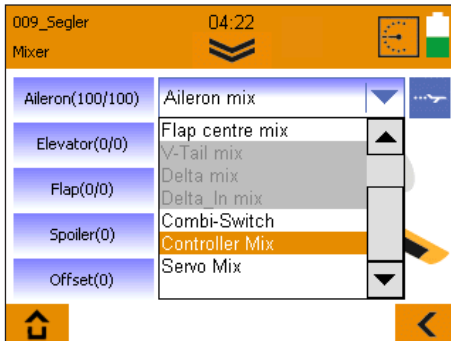 009_Segler
04:22
Mixer
Aileron(100/100)
Aileron mix
Elevator(0/0)
Flap(0/0)
Spoiler(0)
Offset(0)
Flap centre mix
V-Tail mix
Delta mix
Delta_In mix
Combi-Switch
Controller Mix
Servo Mix